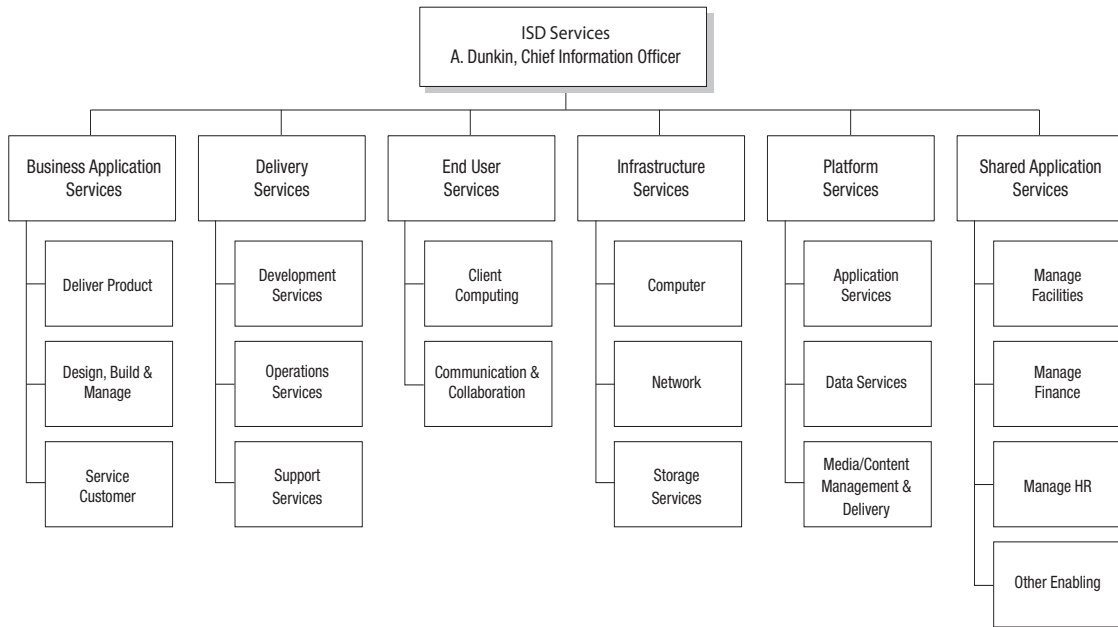 ISD Services
A. Dunkin, Chief Information Officer
Business Application
Services
Deliver Product
Design, Build &
Manage
Service
Customer
Delivery
Services
Development
Services
Operations
Services
Support
Services
End User
Services
Client
Computing
Communication &
Collaboration
Infrastructure
Services
Computer
Network
Storage
Services
Platform
Services
Application
Services
Data Services
Media/Content
Management &
Delivery
Shared Application
Services
Manage
Facilities
Manage
Finance
Manage HR
Other Enabling